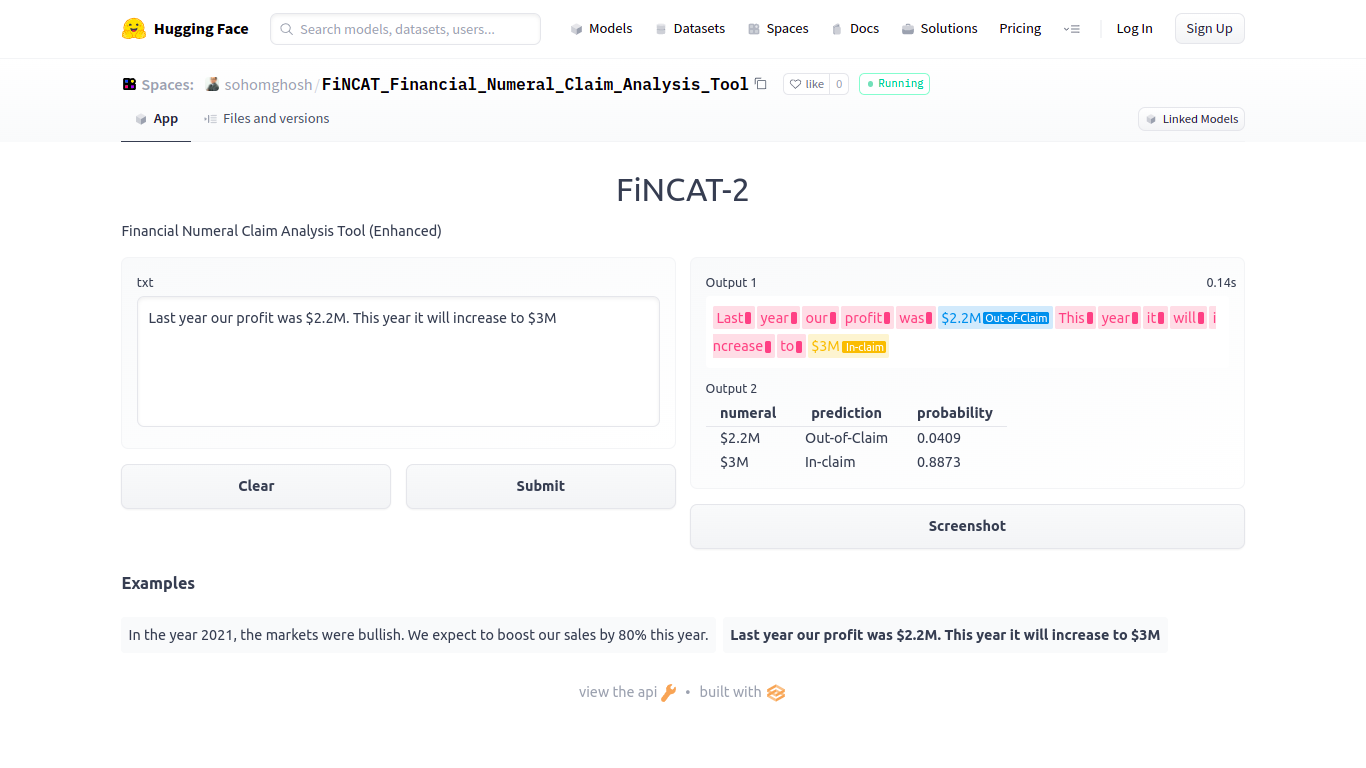 Hugging Face
Search models, datasets, users...
Models
Datasets
Spaces
Docs
Solutions
Pricing
Log In
Sign Up
Spaces:
sohomghosh/FiNCAT_Financial_Numeral_Claim_Analysis_Tool
like
0
Running
App
Files and versions
Linked Models
FiNCAT-2
Financial Numeral Claim Analysis Tool (Enhanced)
txt
Last year our profit was $2.2M. This year it will increase to $3M
Clear
Submit
Output 1
0.14s
Last year our profit was $2.2M Out-of-Claim This year it will i
ncrease to $3M In-claim
Output 2
numeral prediction probability
$2.2M Out-of-Claim 0.0409
$3M In-claim 0.8873
Screenshot
Examples
In the year 2021, the markets were bullish. We expect to boost our sales by 80% this year.
Last year our profit was $2.2M. This year it will increase to $3M
view the api • built with